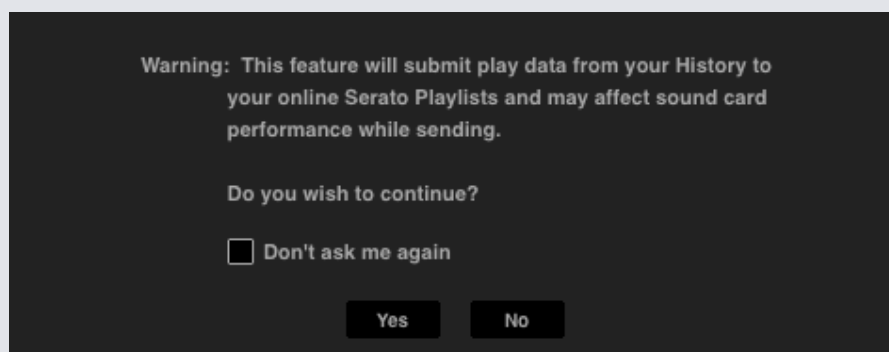 Warning: This feature will submit play data from your History to
your online Serato Playlists and may affect sound card
performance while sending.
Do you wish to continue?
Don't ask me again
Yes No